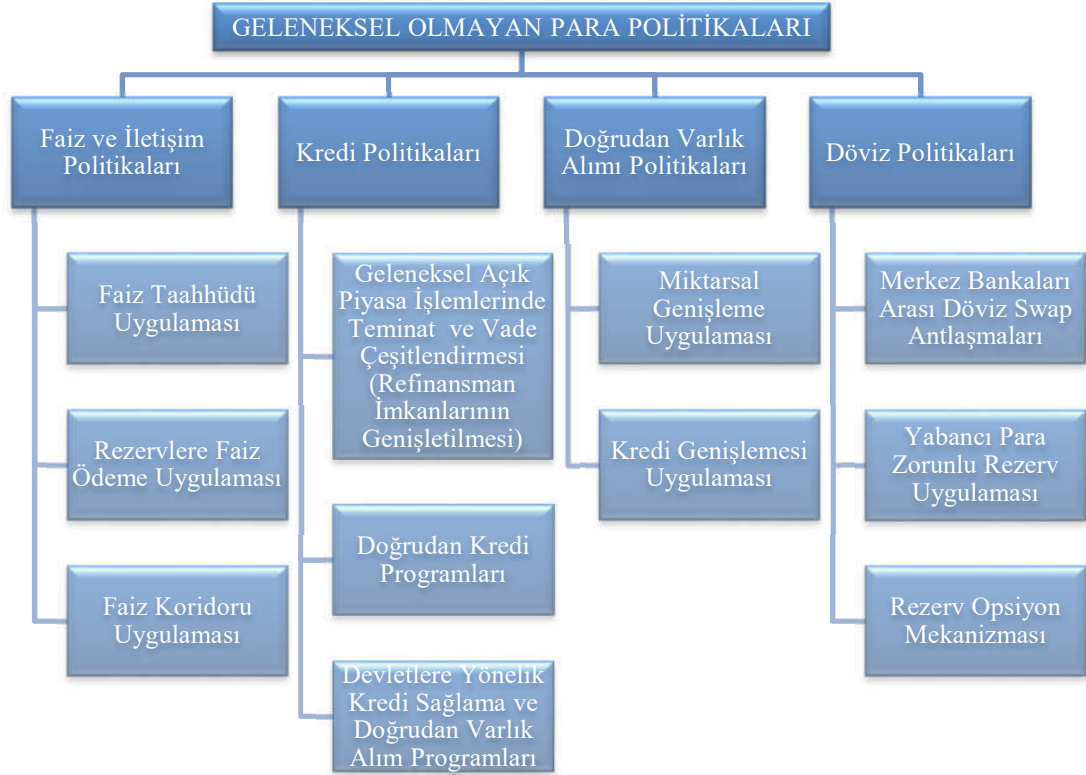 GELENEKSEL OLMAYAN PARA POLİTİKALARI
Faiz ve İletişim
Politikaları
Faiz Taahhüdü
Uygulaması
Rezervlere Faiz
Ödeme Uygulaması
Faiz Koridoru
Uygulaması
Kredi Politikaları
Geleneksel Açık
Piyasa İşlemlerinde
Teminat ve Vade
Çeşitlendirmesi
(Refinansman
İmkanlarının
Genişletilmesi)
Doğrudan Kredi
Programları
Devletlere Yönelik
Kredi Sağlama ve
Doğrudan Varlık
Alım Programları
Doğrudan Varlık
Alımı Politikaları
Miktarsal
Genişleme
Uygulaması
Kredi Genişlemesi
Uygulaması
Döviz Politikaları
Merkez Bankaları
Arası Döviz Swap
Antlaşmaları
Yabancı Para
Zorunlu Rezerv
Uygulaması
Rezerv Opsiyon
Mekanizması